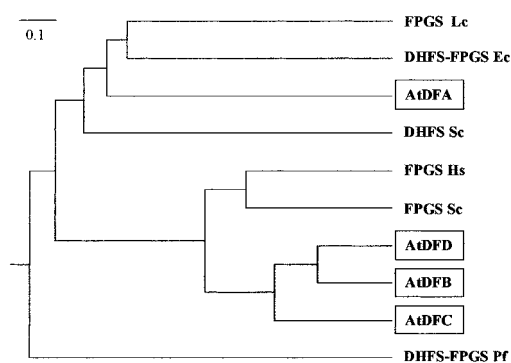 FPGS Lc
0.1
DHFS-FPGS Ec
AtDFA
DHFS Sc
FPGS Hs
FPGS Sc
AtDFD
AtDFB
AtDFC
DHFS-FPGS Pf